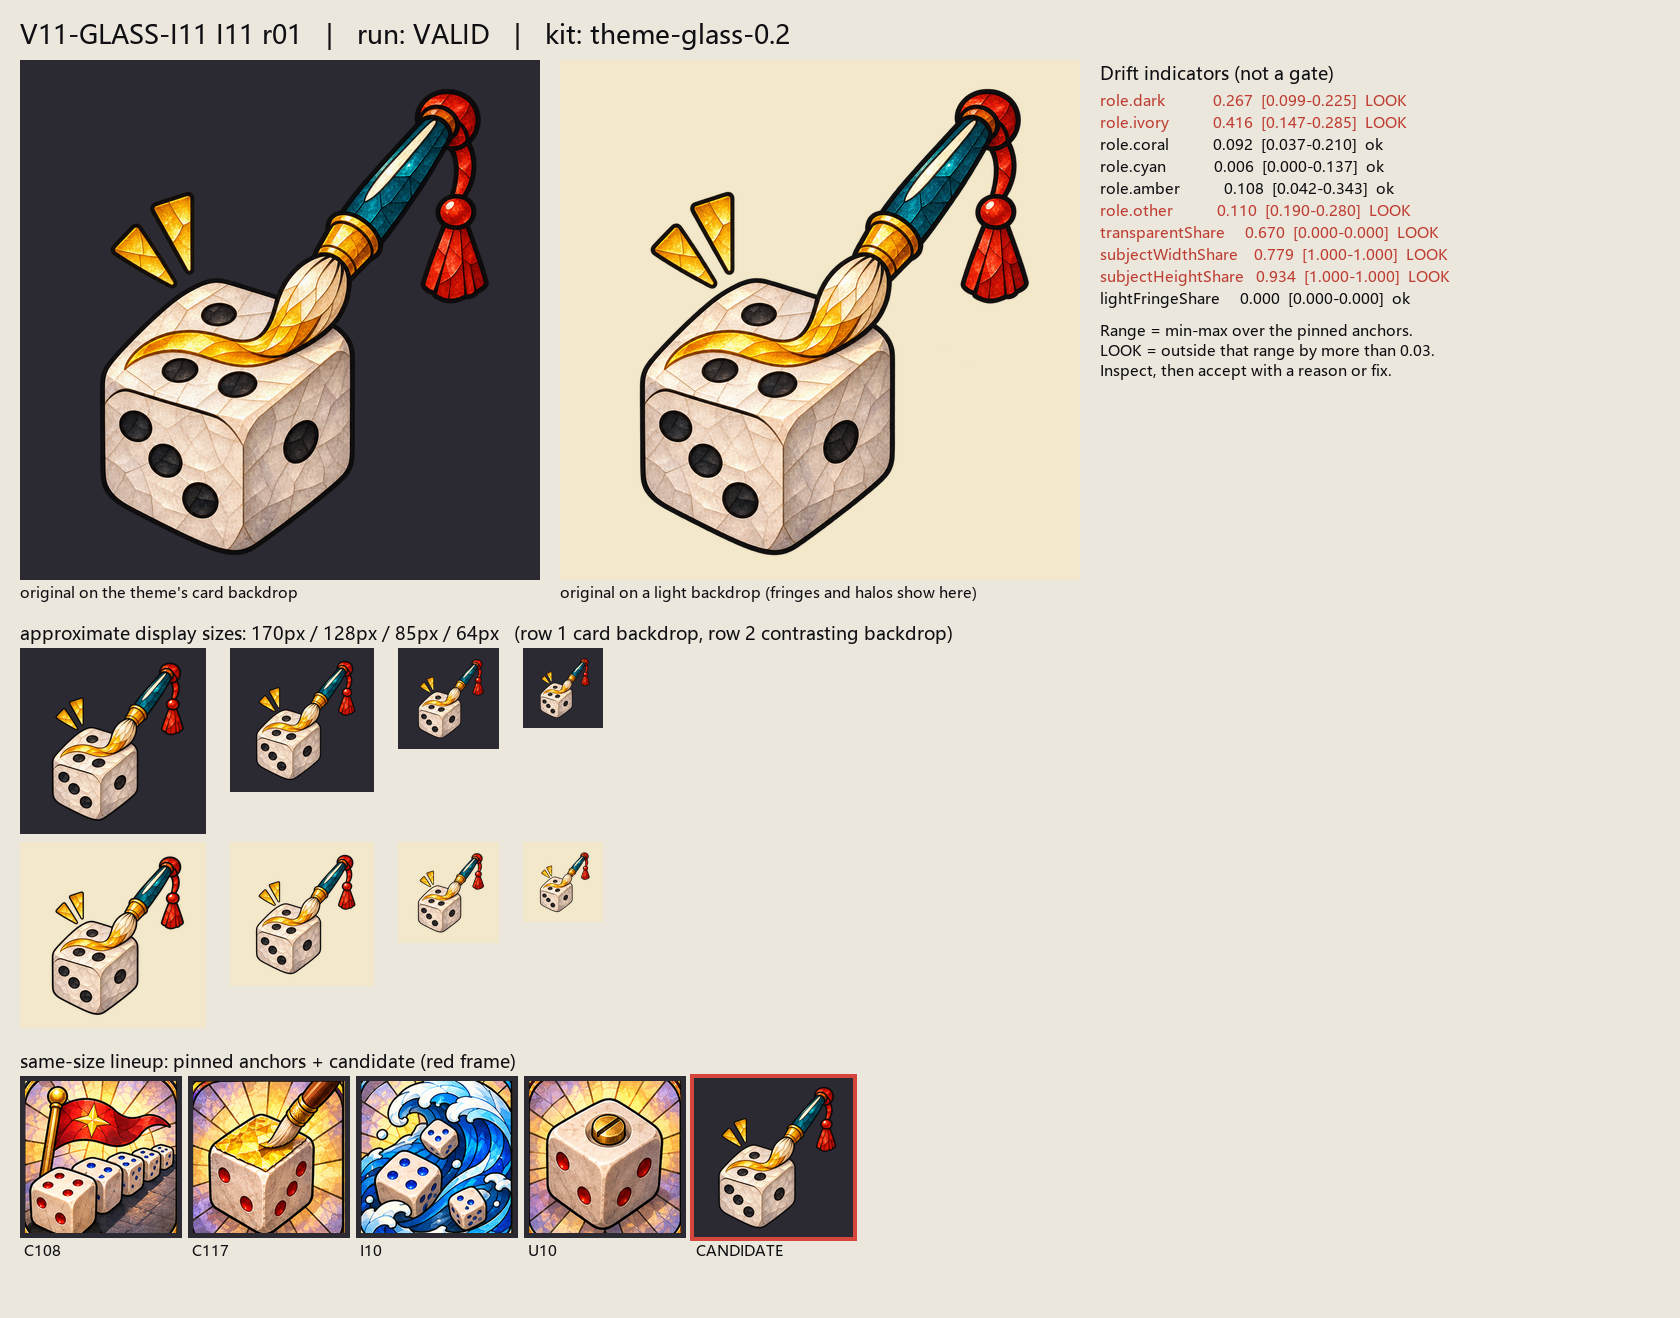 V11-GLASS-I11 I11 r01 | run: VALID | kit: theme-glass-0.2
Drift indicators (not a gate)
role.dark 0.267 [0.099-0.225] LOOK
role.ivory 0.416 [0.147-0.285] LOOK
role.coral 0.092 [0.037-0.210] ok
role.cyan 0.006 [0.000-0.137] ok
role.amber 0.108 [0.042-0.343] ok
role.other 0.110 [0.190-0.280] LOOK
transparentShare 0.670 [0.000-0.000] LOOK
subjectWidthShare 0.779 [1.000-1.000] LOOK
subjectHeightShare 0.934 [1.000-1.000] LOOK
lightFringeShare 0.000 [0.000-0.000] ok
Range = min-max over the pinned anchors.
LOOK = outside that range by more than 0.03.
Inspect, then accept with a reason or fix.
original on the theme's card backdrop
original on a light backdrop (fringes and halos show here)
approximate display sizes: 170px / 128px / 85px / 64px (row 1 card backdrop, row 2 contrasting backdrop)
same-size lineup: pinned anchors + candidate (red frame)
C108
C117
I10
U10
CANDIDATE